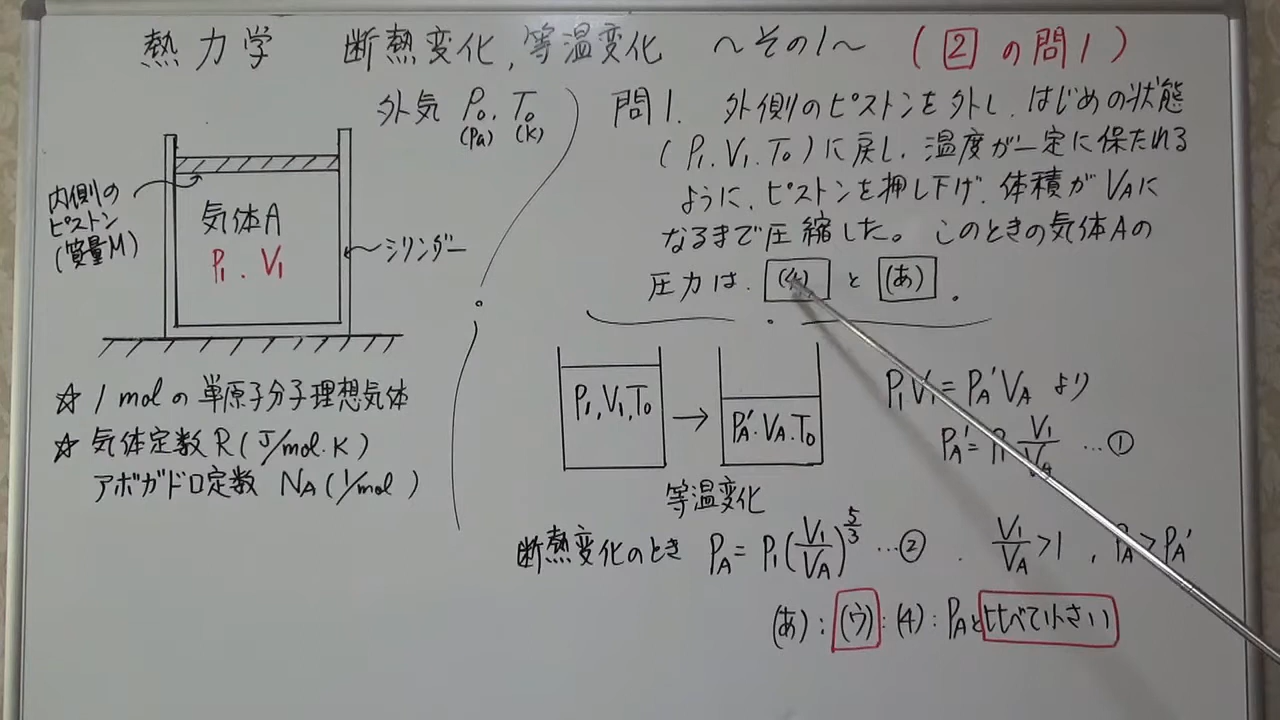 熱力学 断熱変化, 等温変化 ～その1～ (2の問1)
外気 P₀, T₀
(Pa) (K)
内側の
ピストン
(質量M)
気体A
P₁. V₁
シリンダー
☆ 1molの単原子分子理想気体
☆ 気体定数R(J/mol.K)
アボガドロ定数 NA(1/mol)
問1. 外側のピストンを外し、はじめの状態
(P₁.V₁.T₀)に戻し、温度が一定に保たれる
ように、ピストンを押し下げ、体積がVAに
なるまで圧縮した。このときの気体Aの
圧力は、(4)と(あ).
P₁,V₁,T₀ → PA'.VA.T₀
等温変化
P₁V₁=PA'VA より
PA'=P₁ V₁/VA …①
断熱変化のとき PA=P₁(V₁/VA)^5/3 …② . V₁/VA>1 , PA>PA'
(あ):(ウ):(4):PAと比べて小さい